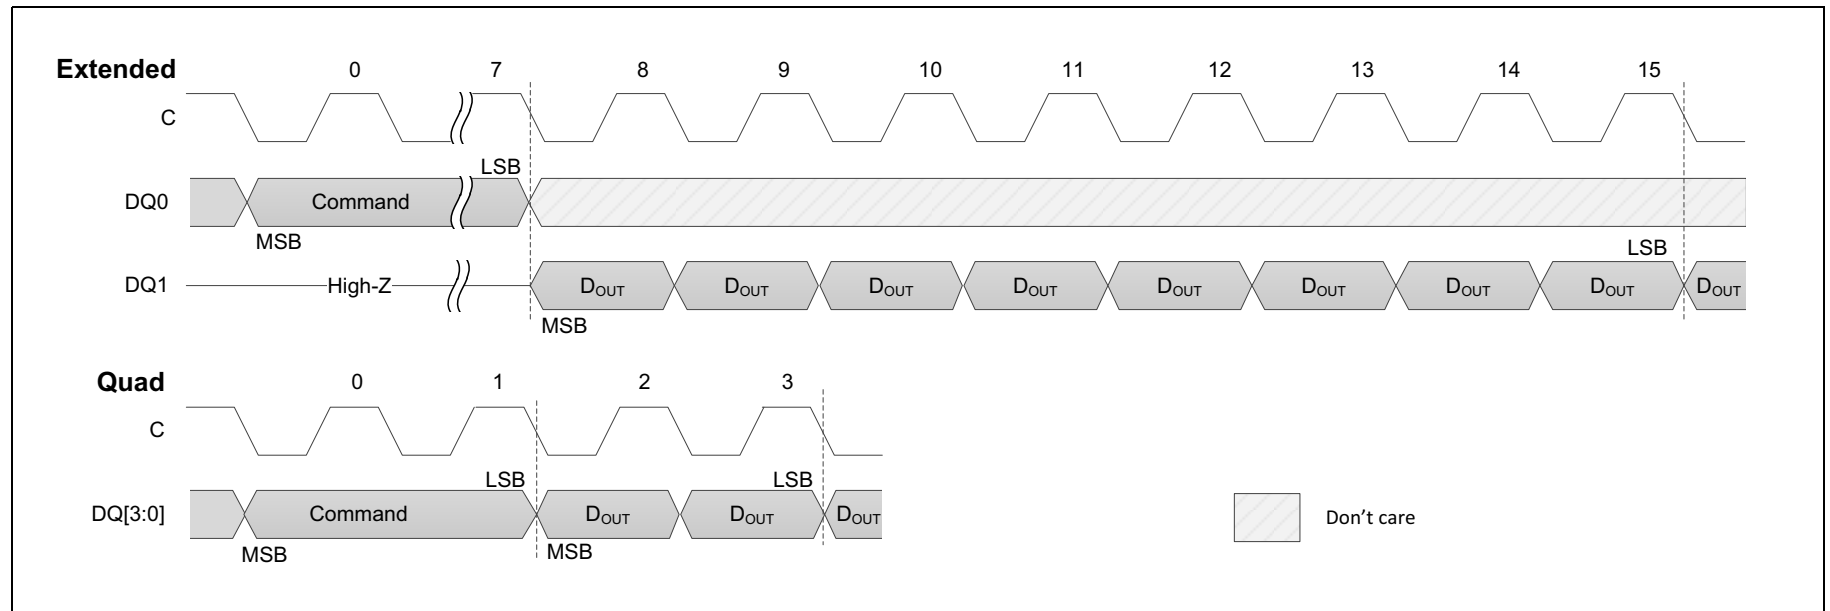 Extended 0 7 8 9 10 11 12 13 14 15
C
LSB
DQ0 Command
MSB
LSB
DQ1 High-Z DOUT DOUT DOUT DOUT DOUT DOUT DOUT DOUT DOUT
MSB
Quad 0 1 2 3
C
LSB LSB
DQ[3:0] Command DOUT DOUT DOUT Don’t care
MSB MSB